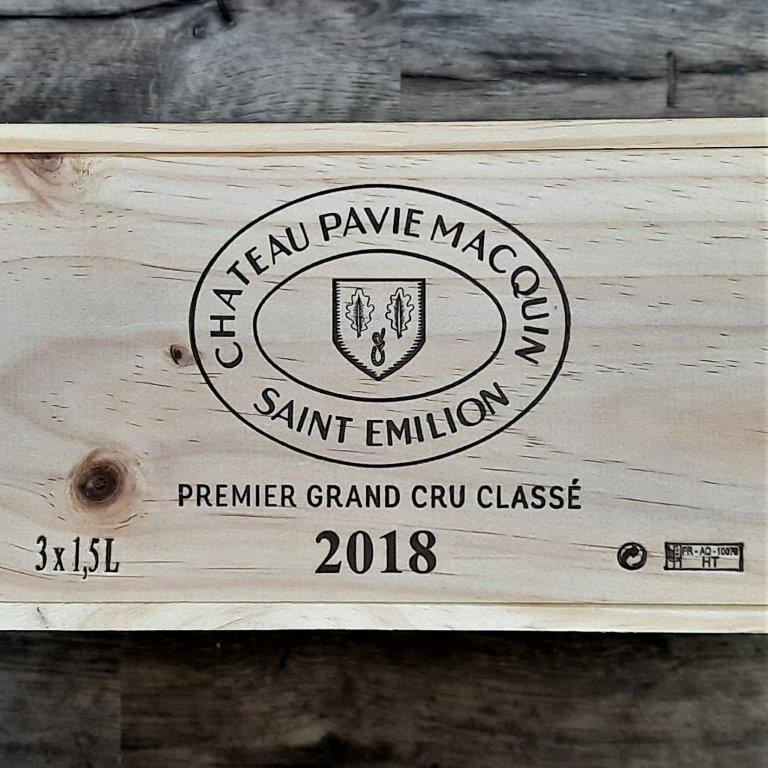 CHATEAU PAVIE MACQUIN
SAINT EMILION
PREMIER GRAND CRU CLASSÉ
3 x 1,5L
2018
FR - AQ - 10070
HT